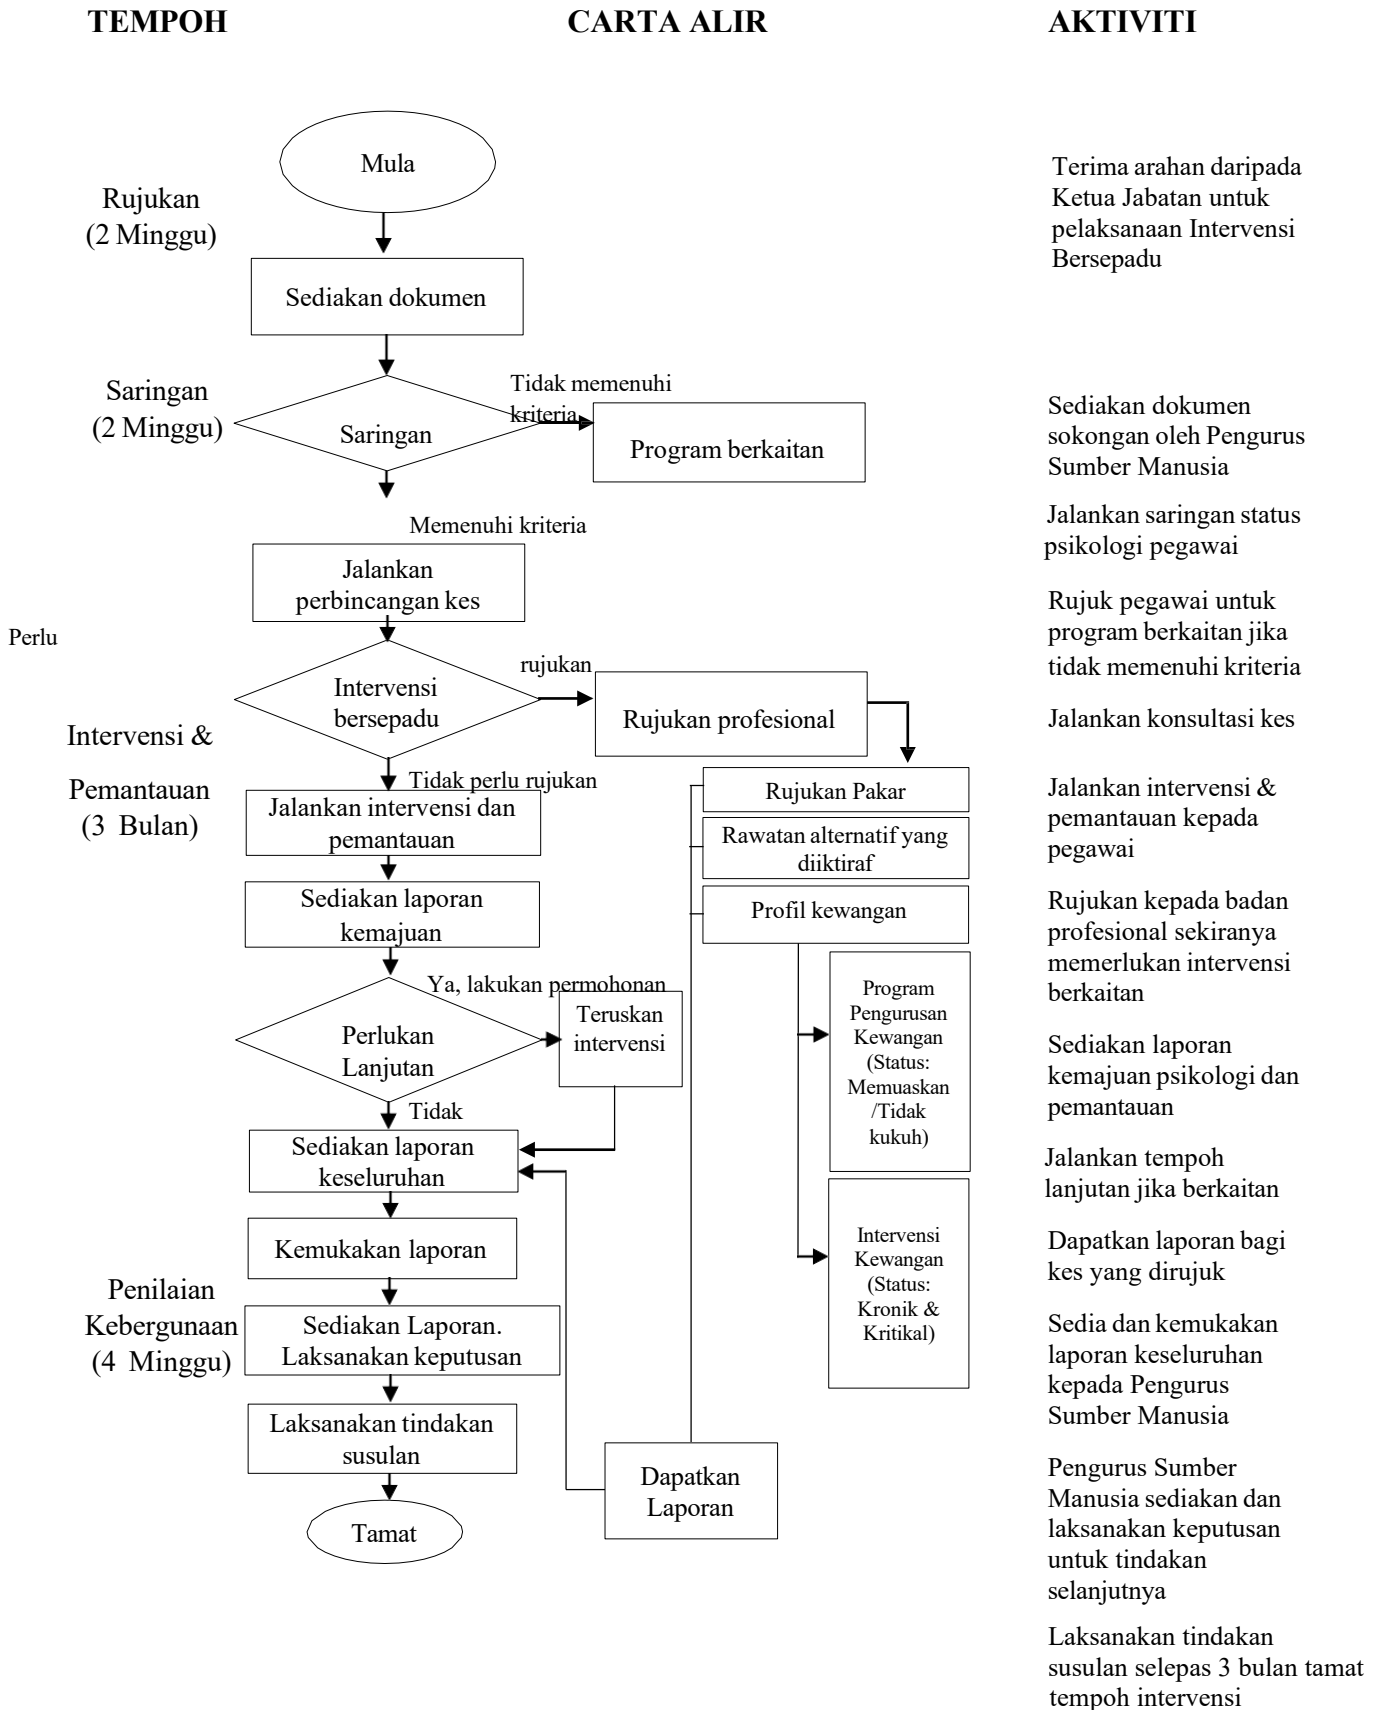 TEMPOH
CARTA ALIR
AKTIVITI
Mula
Rujukan
(2 Minggu)
Sediakan dokumen
Saringan
(2 Minggu)
Saringan
Tidak memenuhi
kriteria
Program berkaitan
Memenuhi kriteria
Jalankan
perbincangan kes
Perlu
rujukan
Intervensi
bersepadu
Rujukan profesional
Intervensi &
Pemantauan
(3 Bulan)
Tidak perlu rujukan
Jalankan intervensi dan
pemantauan
Rujukan Pakar
Rawatan alternatif yang
diiktiraf
Profil kewangan
Sediakan laporan
kemajuan
Program
Pengurusan
Kewangan
(Status:
Memuaskan
/Tidak
kukuh)
Ya, lakukan permohonan
Perlukan
Lanjutan
Teruskan
intervensi
Tidak
Sediakan laporan
keseluruhan
Intervensi
Kewangan
(Status:
Kronik &
Kritikal)
Kemukakan laporan
Penilaian
Kebergunaan
(4 Minggu)
Sediakan Laporan.
Laksanakan keputusan
Laksanakan tindakan
susulan
Dapatkan
Laporan
Tamat
Terima arahan daripada
Ketua Jabatan untuk
pelaksanaan Intervensi
Bersepadu
Sediakan dokumen
sokongan oleh Pengurus
Sumber Manusia
Jalankan saringan status
psikologi pegawai
Rujuk pegawai untuk
program berkaitan jika
tidak memenuhi kriteria
Jalankan konsultasi kes
Jalankan intervensi &
pemantauan kepada
pegawai
Rujukan kepada badan
profesional sekiranya
memerlukan intervensi
berkaitan
Sediakan laporan
kemajuan psikologi dan
pemantauan
Jalankan tempoh
lanjutan jika berkaitan
Dapatkan laporan bagi
kes yang dirujuk
Sedia dan kemukakan
laporan keseluruhan
kepada Pengurus
Sumber Manusia
Pengurus Sumber
Manusia sediakan dan
laksanakan keputusan
untuk tindakan
selanjutnya
Laksanakan tindakan
susulan selepas 3 bulan tamat
tempoh intervensi